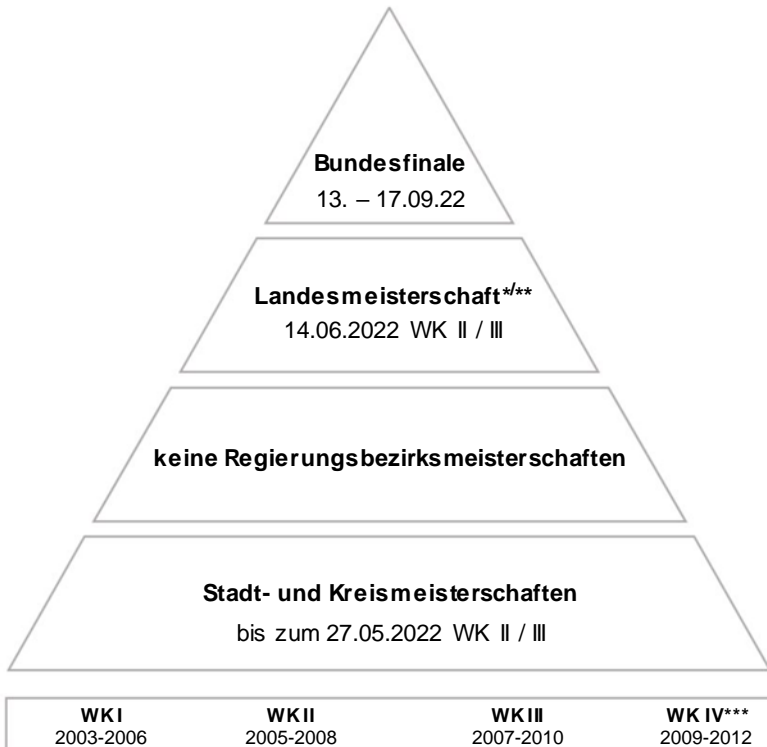 Bundesfinale
13. – 17.09.22
Landesmeisterschaft*/**
14.06.2022 WK II / III
keine Regierungsbezirksmeisterschaften
Stadt- und Kreismeisterschaften
bis zum 27.05.2022 WK II / III
WK I WK II WK III WK IV***
2003-2006 2005-2008 2007-2010 2009-2012